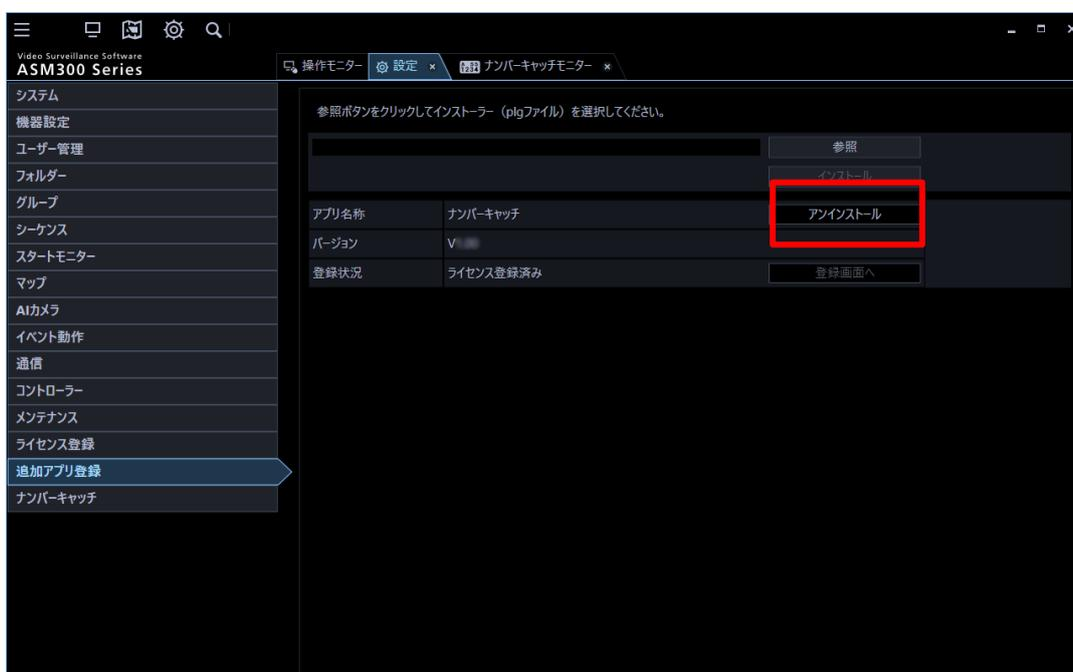 Video Surveillance Software
ASM300 Series
操作モニター
設定
ナンバーキャッチモニター
システム
機器設定
ユーザー管理
フォルダー
グループ
シーケンス
スタートモニター
マップ
AIカメラ
イベント動作
通信
コントローラー
メンテナンス
ライセンス登録
追加アプリ登録
ナンバーキャッチ
参照ボタンをクリックしてインストーラー（plgファイル）を選択してください。
参照
インストール
アプリ名称 ナンバーキャッチ アンインストール
バージョン V
登録状況 ライセンス登録済み 登録画面へ